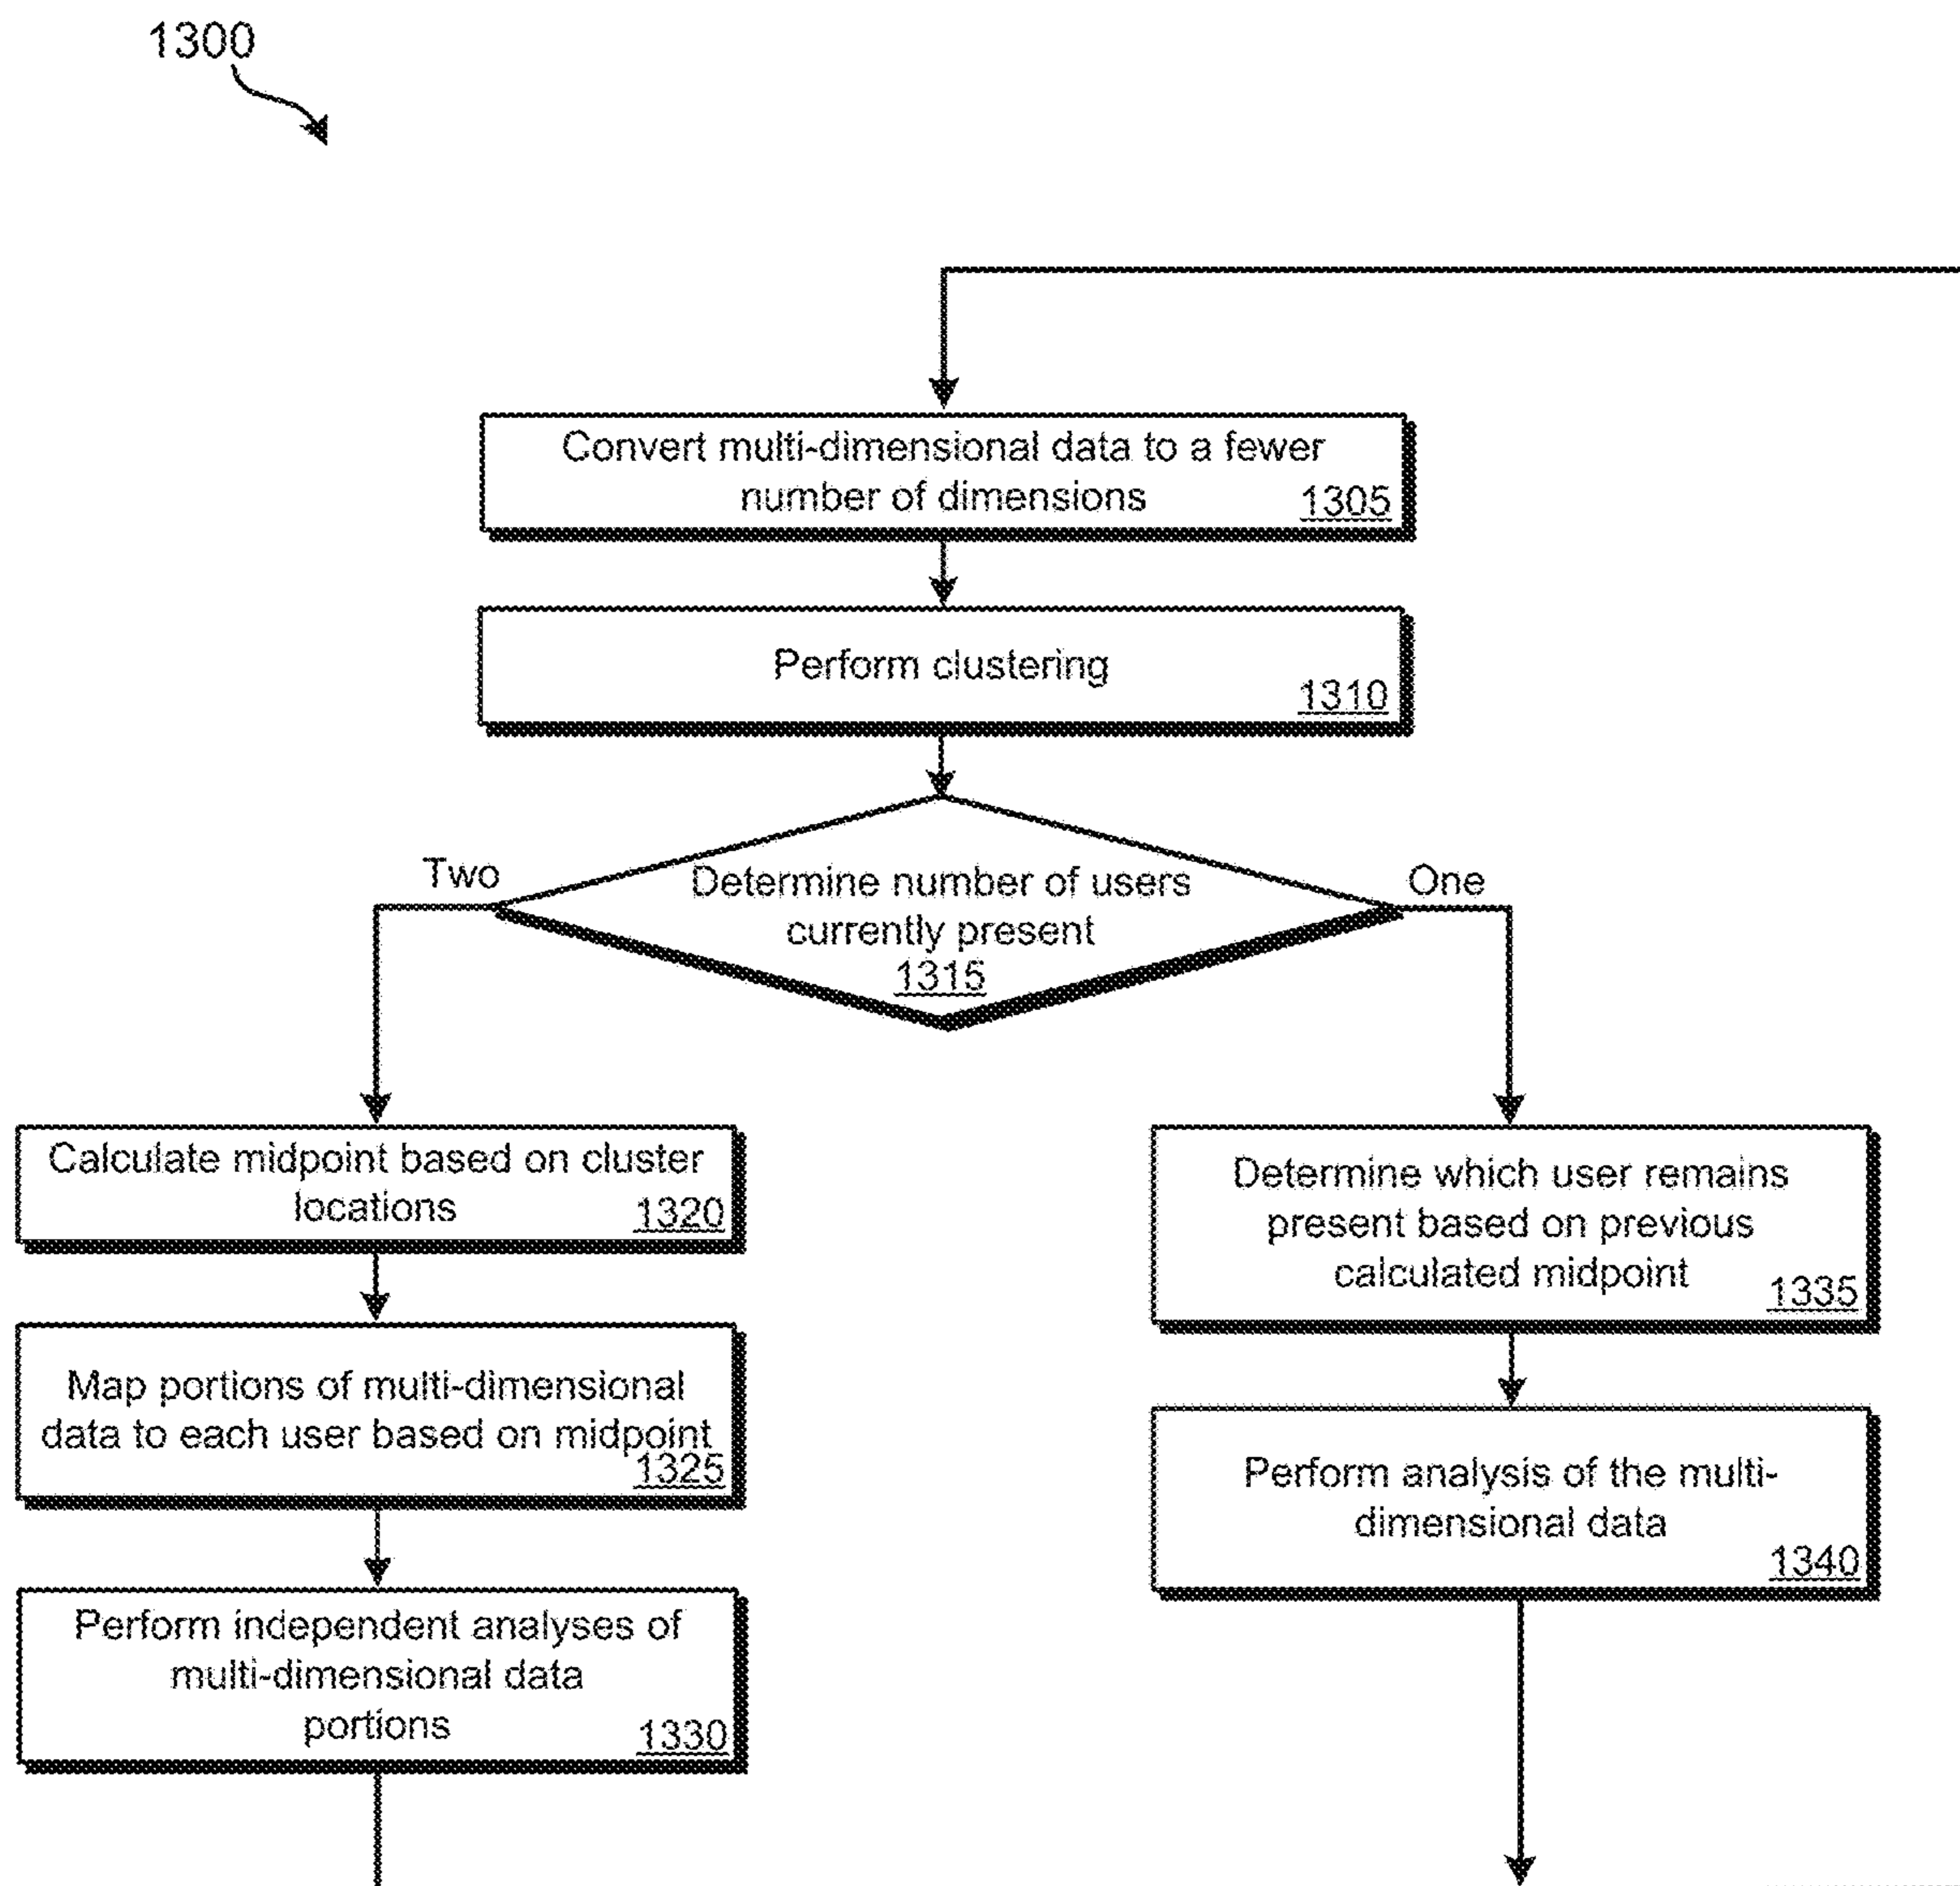 1300
Convert multi-dimensional data to a fewer
number of dimensions
1305
Perform clustering
1310
Two
Determine number of users
One
currently present
1315
Calculate midpoint based on cluster
locations
1320
Map portions of multi-dimensional
data to each user based on midpoint
1325
Perform independent analyses of
multi-dimensional data
portions
1330
Determine which user remains
present based on previous
calculated midpoint
1335
Perform analysis of the multi-
dimensional data
1340